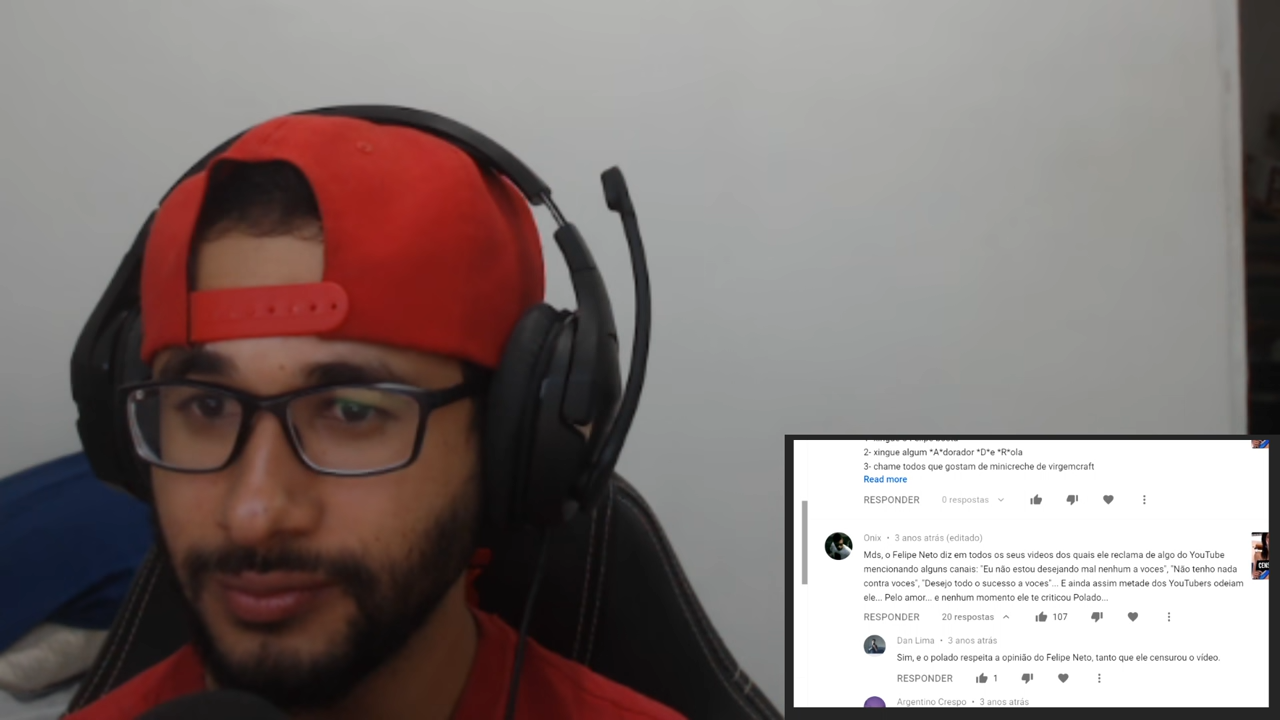 2- xingue algum *A*dorador *D*e *R*ola
3- chame todos que gostam de minicreche de virgemcraft
Read more
RESPONDER 0 respostas
Onix • 3 anos atrás (editado)
Mds, o Felipe Neto diz em todos os seus videos dos quais ele reclama de algo do YouTube
mencionando alguns canais: "Eu não estou desejando mal nenhum a voces", "Não tenho nada
contra voces", "Desejo todo o sucesso a voces"... E ainda assim metade dos YouTubers odeiam
ele... Pelo amor... e nenhum momento ele te criticou Polado...
RESPONDER 20 respostas 107
Dan Lima • 3 anos atrás
Sim, e o polado respeita a opinião do Felipe Neto, tanto que ele censurou o vídeo.
RESPONDER 1
Argentino Crespo • 3 anos atrás